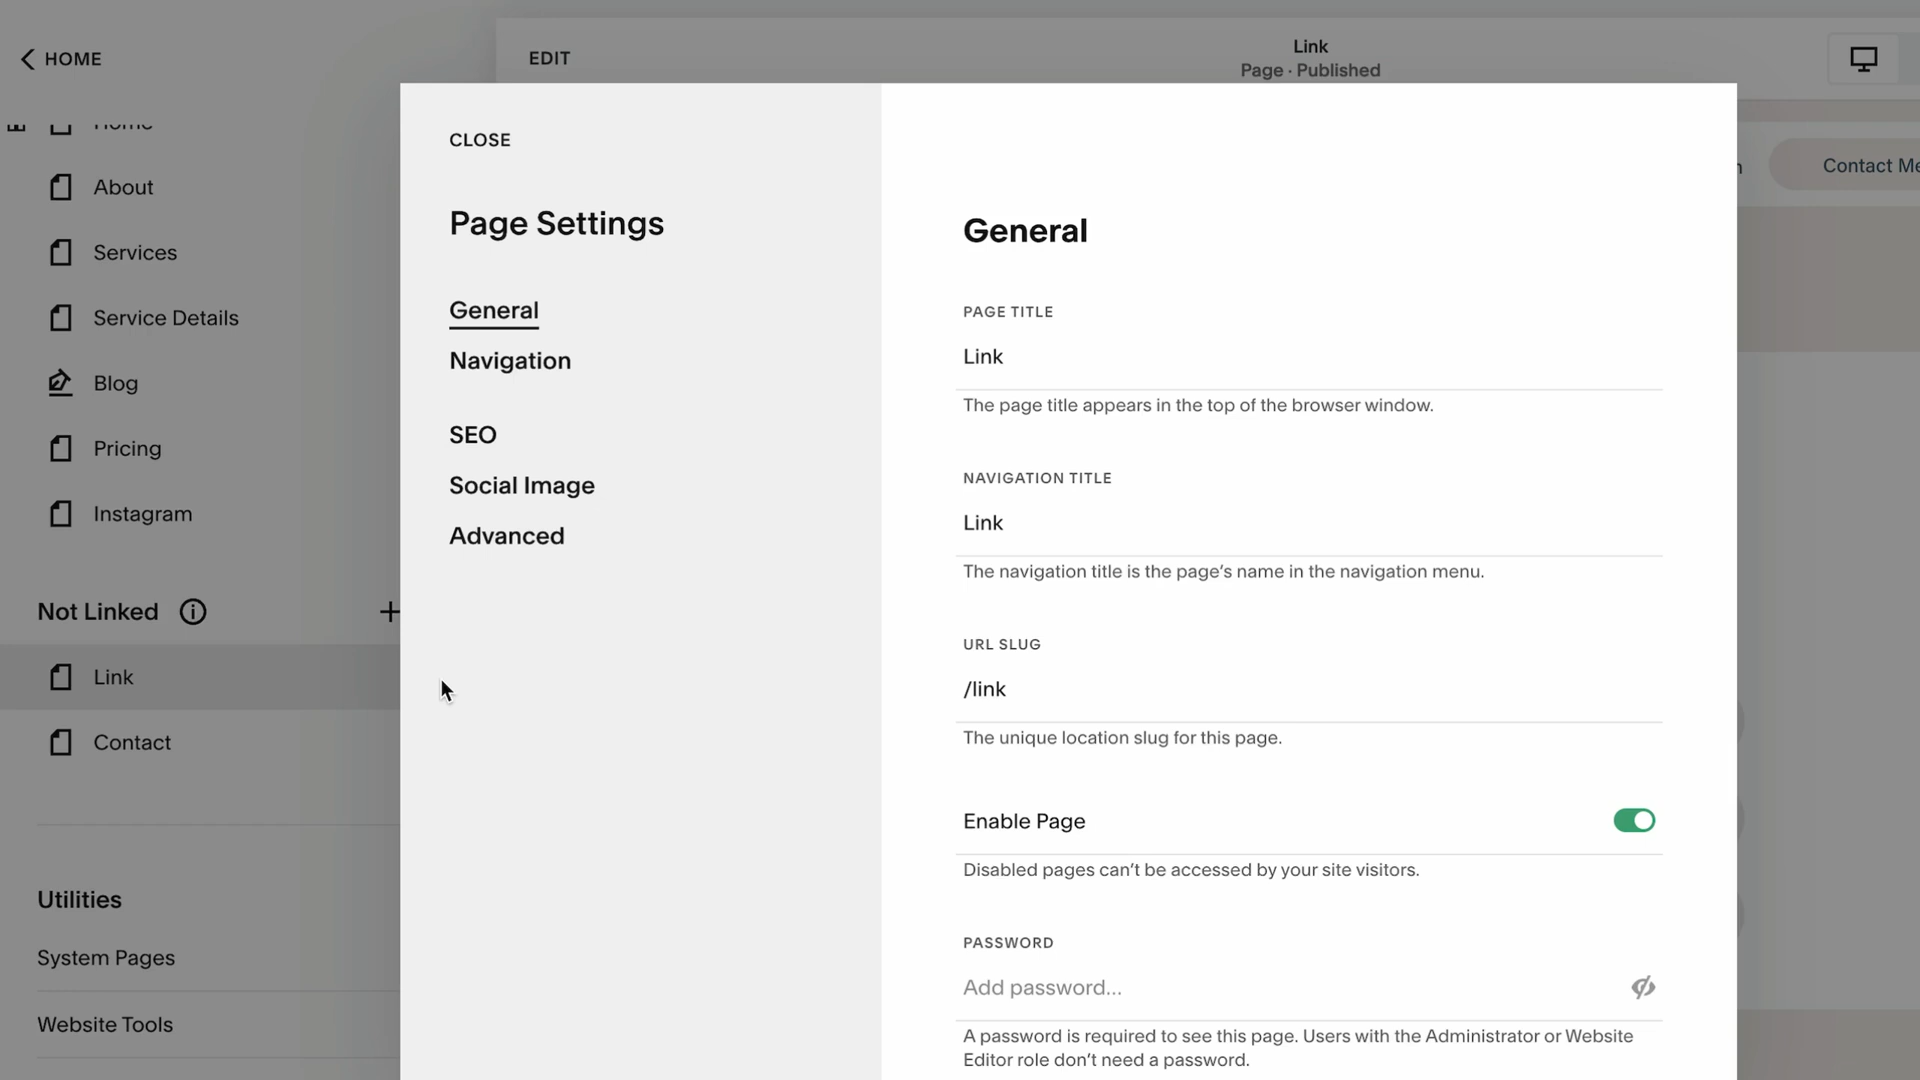 HOME
Home
About
Services
Service Details
Blog
Pricing
Instagram
Not Linked
Link
Contact
Utilities
System Pages
Website Tools
EDIT
Link
Page · Published
Contact Me
CLOSE
Page Settings
General
Navigation
SEO
Social Image
Advanced
General
PAGE TITLE
Link
The page title appears in the top of the browser window.
NAVIGATION TITLE
Link
The navigation title is the page's name in the navigation menu.
URL SLUG
/link
The unique location slug for this page.
Enable Page
Disabled pages can't be accessed by your site visitors.
PASSWORD
Add password...
A password is required to see this page. Users with the Administrator or Website
Editor role don't need a password.